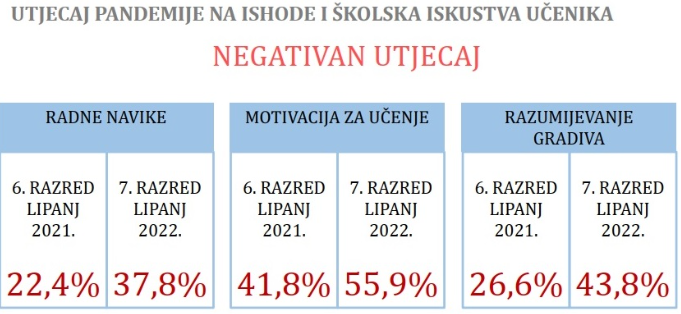 UTJECAJ PANDEMIJE NA ISHODE I ŠKOLSKA ISKUSTVA UČENIKA
NEGATIVAN UTJECAJ
RADNE NAVIKE
6. RAZRED
LIPANJ
2021.
22,4%
7. RAZRED
LIPANJ
2022.
37,8%
MOTIVACIJA ZA UČENJE
6. RAZRED
LIPANJ
2021.
41,8%
7. RAZRED
LIPANJ
2022.
55,9%
RAZUMIJEVANJE
GRADIVA
6. RAZRED
LIPANJ
2021.
26,6%
7. RAZRED
LIPANJ
2022.
43,8%